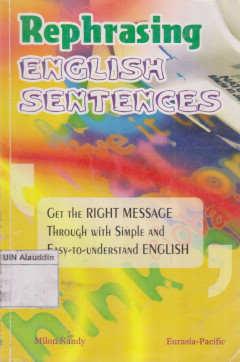 Rephrasing
ENGLISH
SENTENCES
GET THE RIGHT MESSAGE
THROUGH WITH SIMPLE AND
EASY-TO-UNDERSTAND ENGLISH
UIN Alauddin
Milon Nandy
Eurasia-Pacific